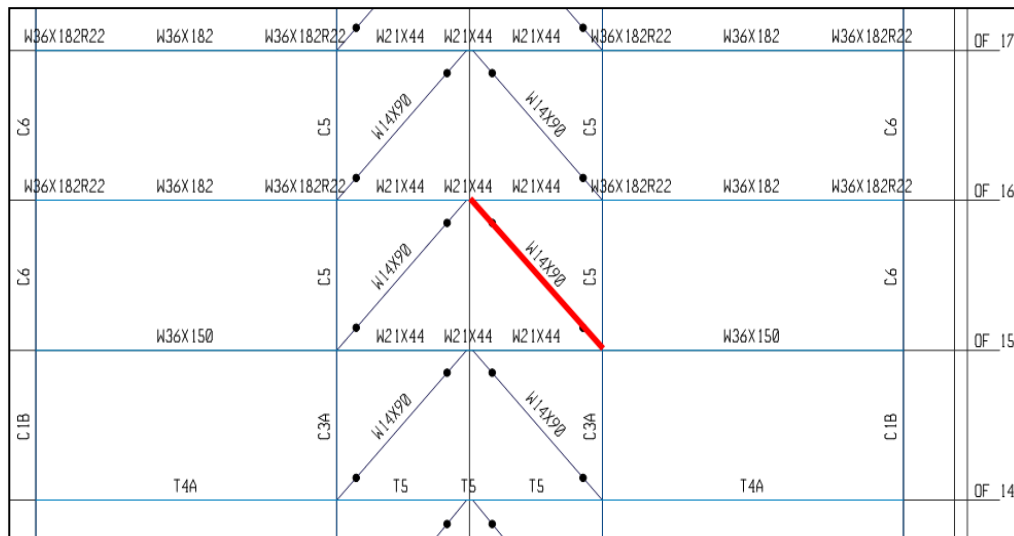 W36X182R22 W36X182 W36X182R22 W21X44 W21X44 W21X44 W36X182R22 W36X182 W36X182R22 OF 17
C6 C5 W14X90 W14X90 C5 C6
W36X182R22 W36X182 W36X182R22 W21X44 W21X44 W21X44 W36X182R22 W36X182 W36X182R22 OF 16
C6 C5 W14X90 W14X90 C5 C6
W36X150 W21X44 W21X44 W21X44 W36X150 OF 15
C1B C3A W14X90 W14X90 C3A C1B
T4A T5 T5 T5 T4A OF 14